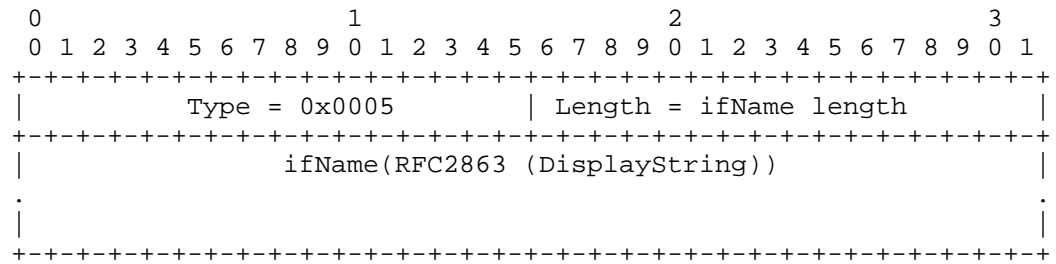 0                   1                   2                   3
 0 1 2 3 4 5 6 7 8 9 0 1 2 3 4 5 6 7 8 9 0 1 2 3 4 5 6 7 8 9 0 1
+-+-+-+-+-+-+-+-+-+-+-+-+-+-+-+-+-+-+-+-+-+-+-+-+-+-+-+-+-+-+-+-+
|          Type = 0x0005        | Length = ifName length        |
+-+-+-+-+-+-+-+-+-+-+-+-+-+-+-+-+-+-+-+-+-+-+-+-+-+-+-+-+-+-+-+-+
|                ifName(RFC2863 (DisplayString))                |
.                                                               .
|                                                               |
+-+-+-+-+-+-+-+-+-+-+-+-+-+-+-+-+-+-+-+-+-+-+-+-+-+-+-+-+-+-+-+-+